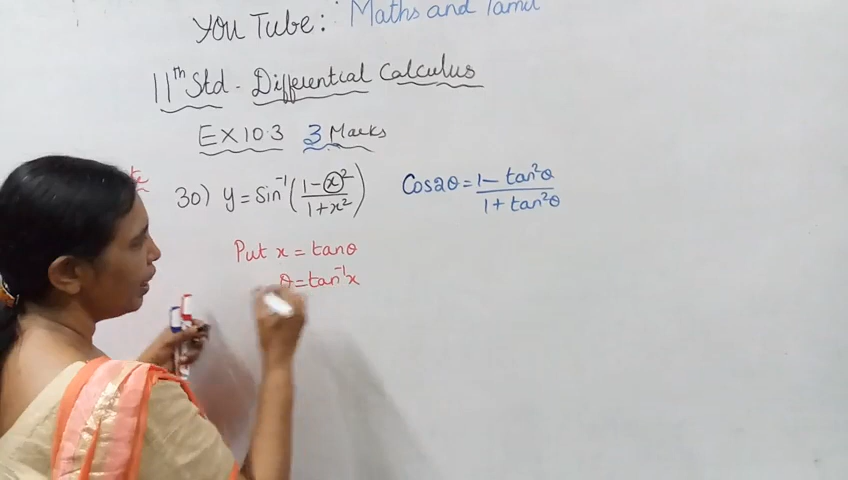 YOU Tube: Maths and Tamil
11th Std - Differential Calculus
EX 10.3 3 Marks
30) y = Sin⁻¹((1-x²)/(1+x²)) Cos2θ = (1 - tan²θ)/(1 + tan²θ)
Put x = tanθ
θ = tan⁻¹x